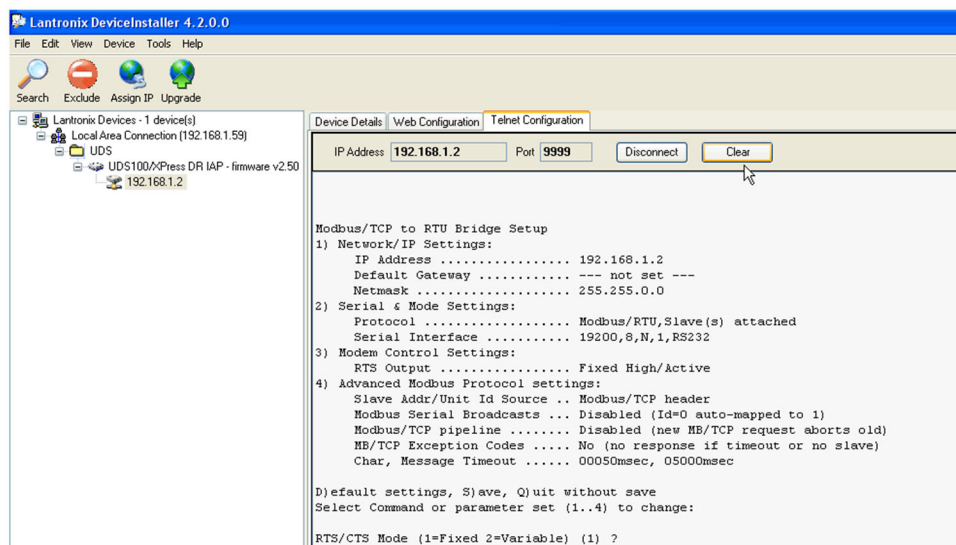 Lantronix DeviceInstaller 4.2.0.0
File Edit View Device Tools Help
Search Exclude Assign IP Upgrade
Lantronix Devices - 1 device(s)
Local Area Connection (192.168.1.59)
UDS
UDS100/XPress DR IAP - firmware v2.50
192.168.1.2
Device Details Web Configuration Telnet Configuration
IP Address 192.168.1.2 Port 9999 Disconnect Clear
Modbus/TCP to RTU Bridge Setup
1) Network/IP Settings:
IP Address ................. 192.168.1.2
Default Gateway ............ --- not set ---
Netmask .................... 255.255.0.0
2) Serial & Mode Settings:
Protocol ................... Modbus/RTU,Slave(s) attached
Serial Interface ........... 19200,8,N,1,RS232
3) Modem Control Settings:
RTS Output ................. Fixed High/Active
4) Advanced Modbus Protocol settings:
Slave Addr/Unit Id Source .. Modbus/TCP header
Modbus Serial Broadcasts ... Disabled (Id=0 auto-mapped to 1)
Modbus/TCP pipeline ........ Disabled (new MB/TCP request aborts old)
MB/TCP Exception Codes ..... No (no response if timeout or no slave)
Char, Message Timeout ...... 00050msec, 05000msec
D)efault settings, S)ave, Q)uit without save
Select Command or parameter set (1..4) to change:
RTS/CTS Mode (1=Fixed 2=Variable) (1) ?